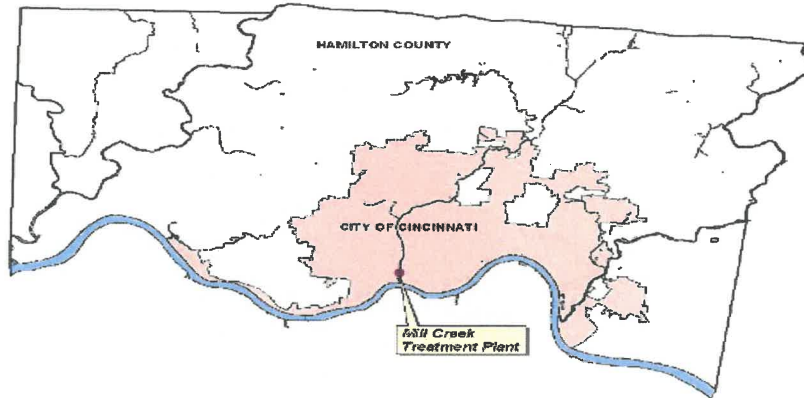 HAMILTON COUNTY
CITY OF CINCINNATI
Mill Creek
Treatment Plant